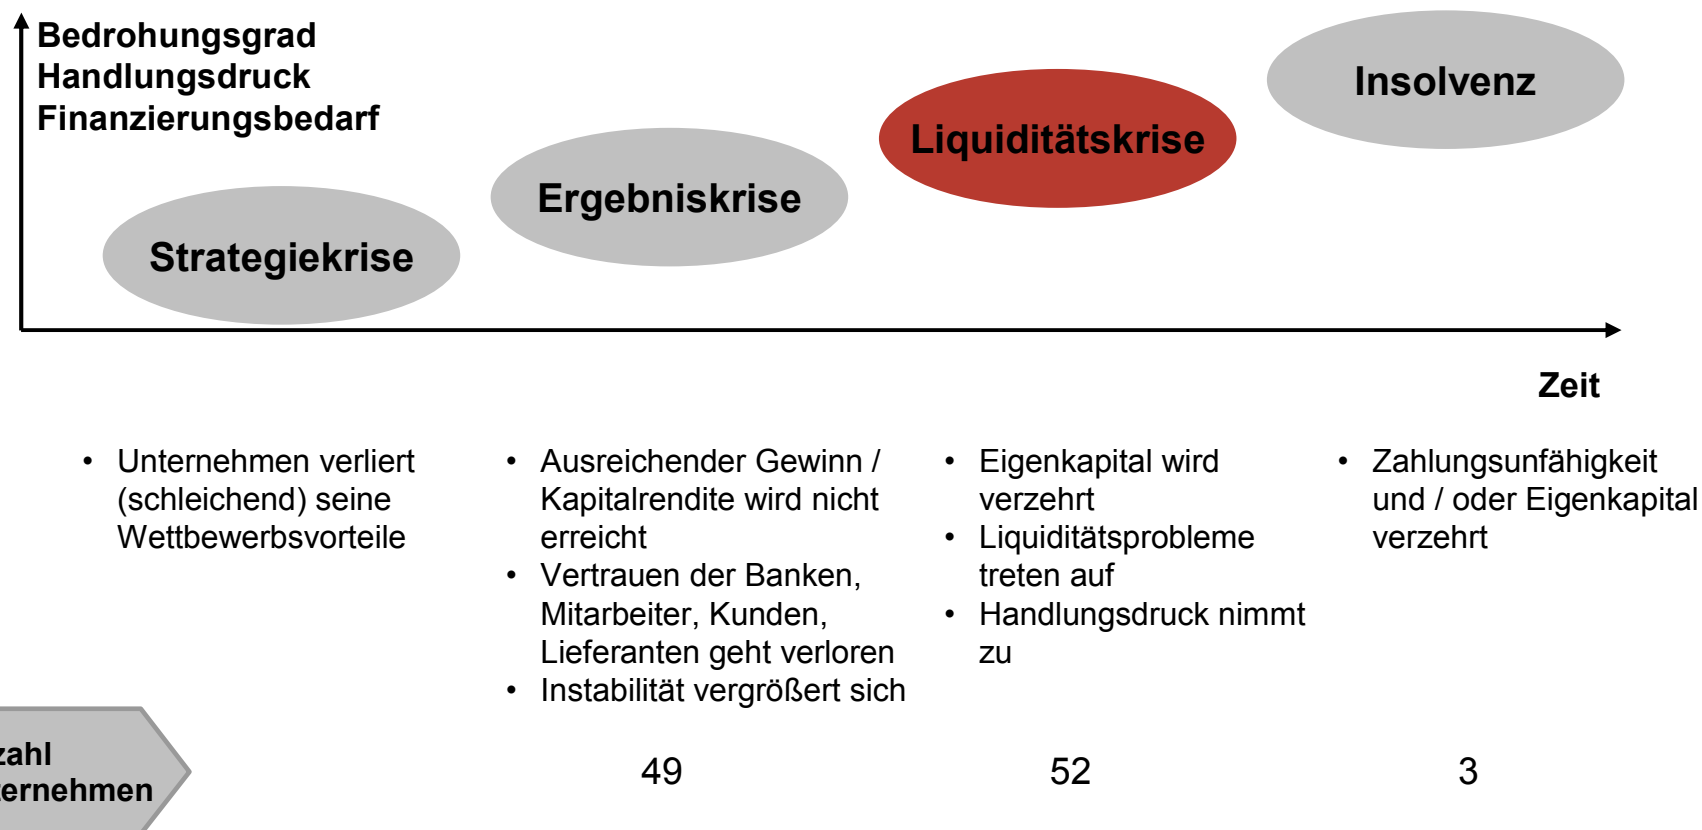 Bedrohungsgrad
Handlungsdruck
Finanzierungsbedarf
Strategiekrise
Ergebniskrise
Liquiditätskrise
Insolvenz
Zeit
• Unternehmen verliert
(schleichend) seine
Wettbewerbsvorteile
• Ausreichender Gewinn /
Kapitalrendite wird nicht
erreicht
• Vertrauen der Banken,
Mitarbeiter, Kunden,
Lieferanten geht verloren
• Instabilität vergrößert sich
• Eigenkapital wird
verzehrt
• Liquiditätsprobleme
treten auf
• Handlungsdruck nimmt
zu
• Zahlungsunfähigkeit
und / oder Eigenkapital
verzehrt
zahl
ternehmen
49
52
3